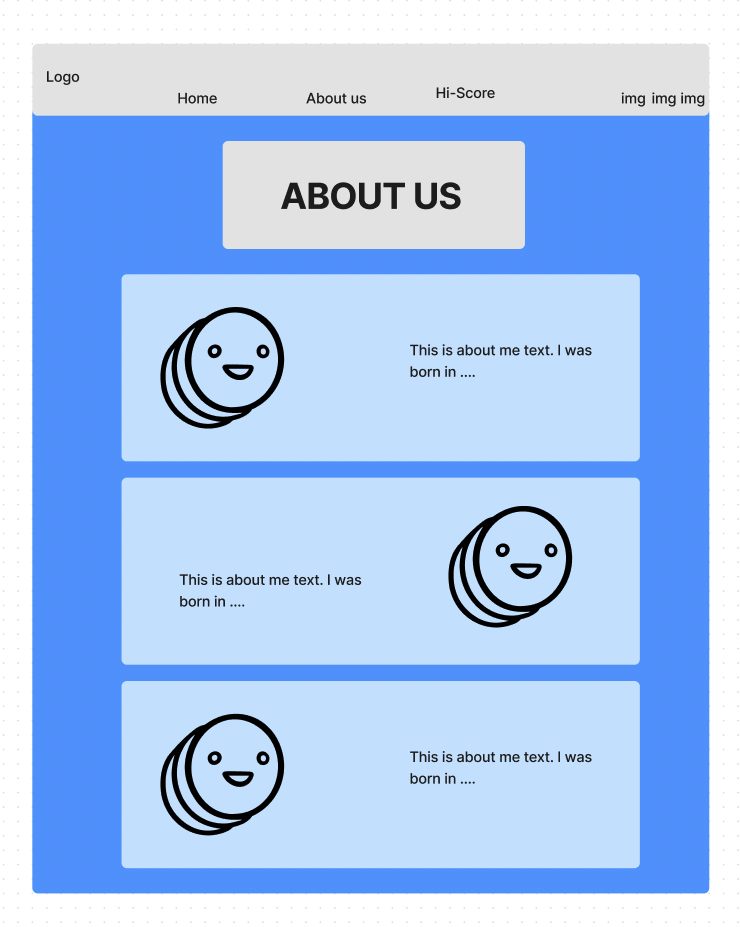 Logo
Home About us Hi-Score img img img
ABOUT US
This is about me text. I was
born in ....
This is about me text. I was
born in ....
This is about me text. I was
born in ....